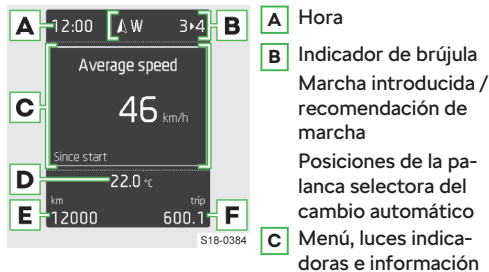 A 12:00 W 3▸4 B
Average speed
C 46 km/h
Since start
D 22.0 °C
km trip
E 12000 600.1 F
S18-0384
A Hora
B Indicador de brújula
Marcha introducida /
recomendación de
marcha
Posiciones de la pa-
lanca selectora del
cambio automático
C Menú, luces indica-
doras e información